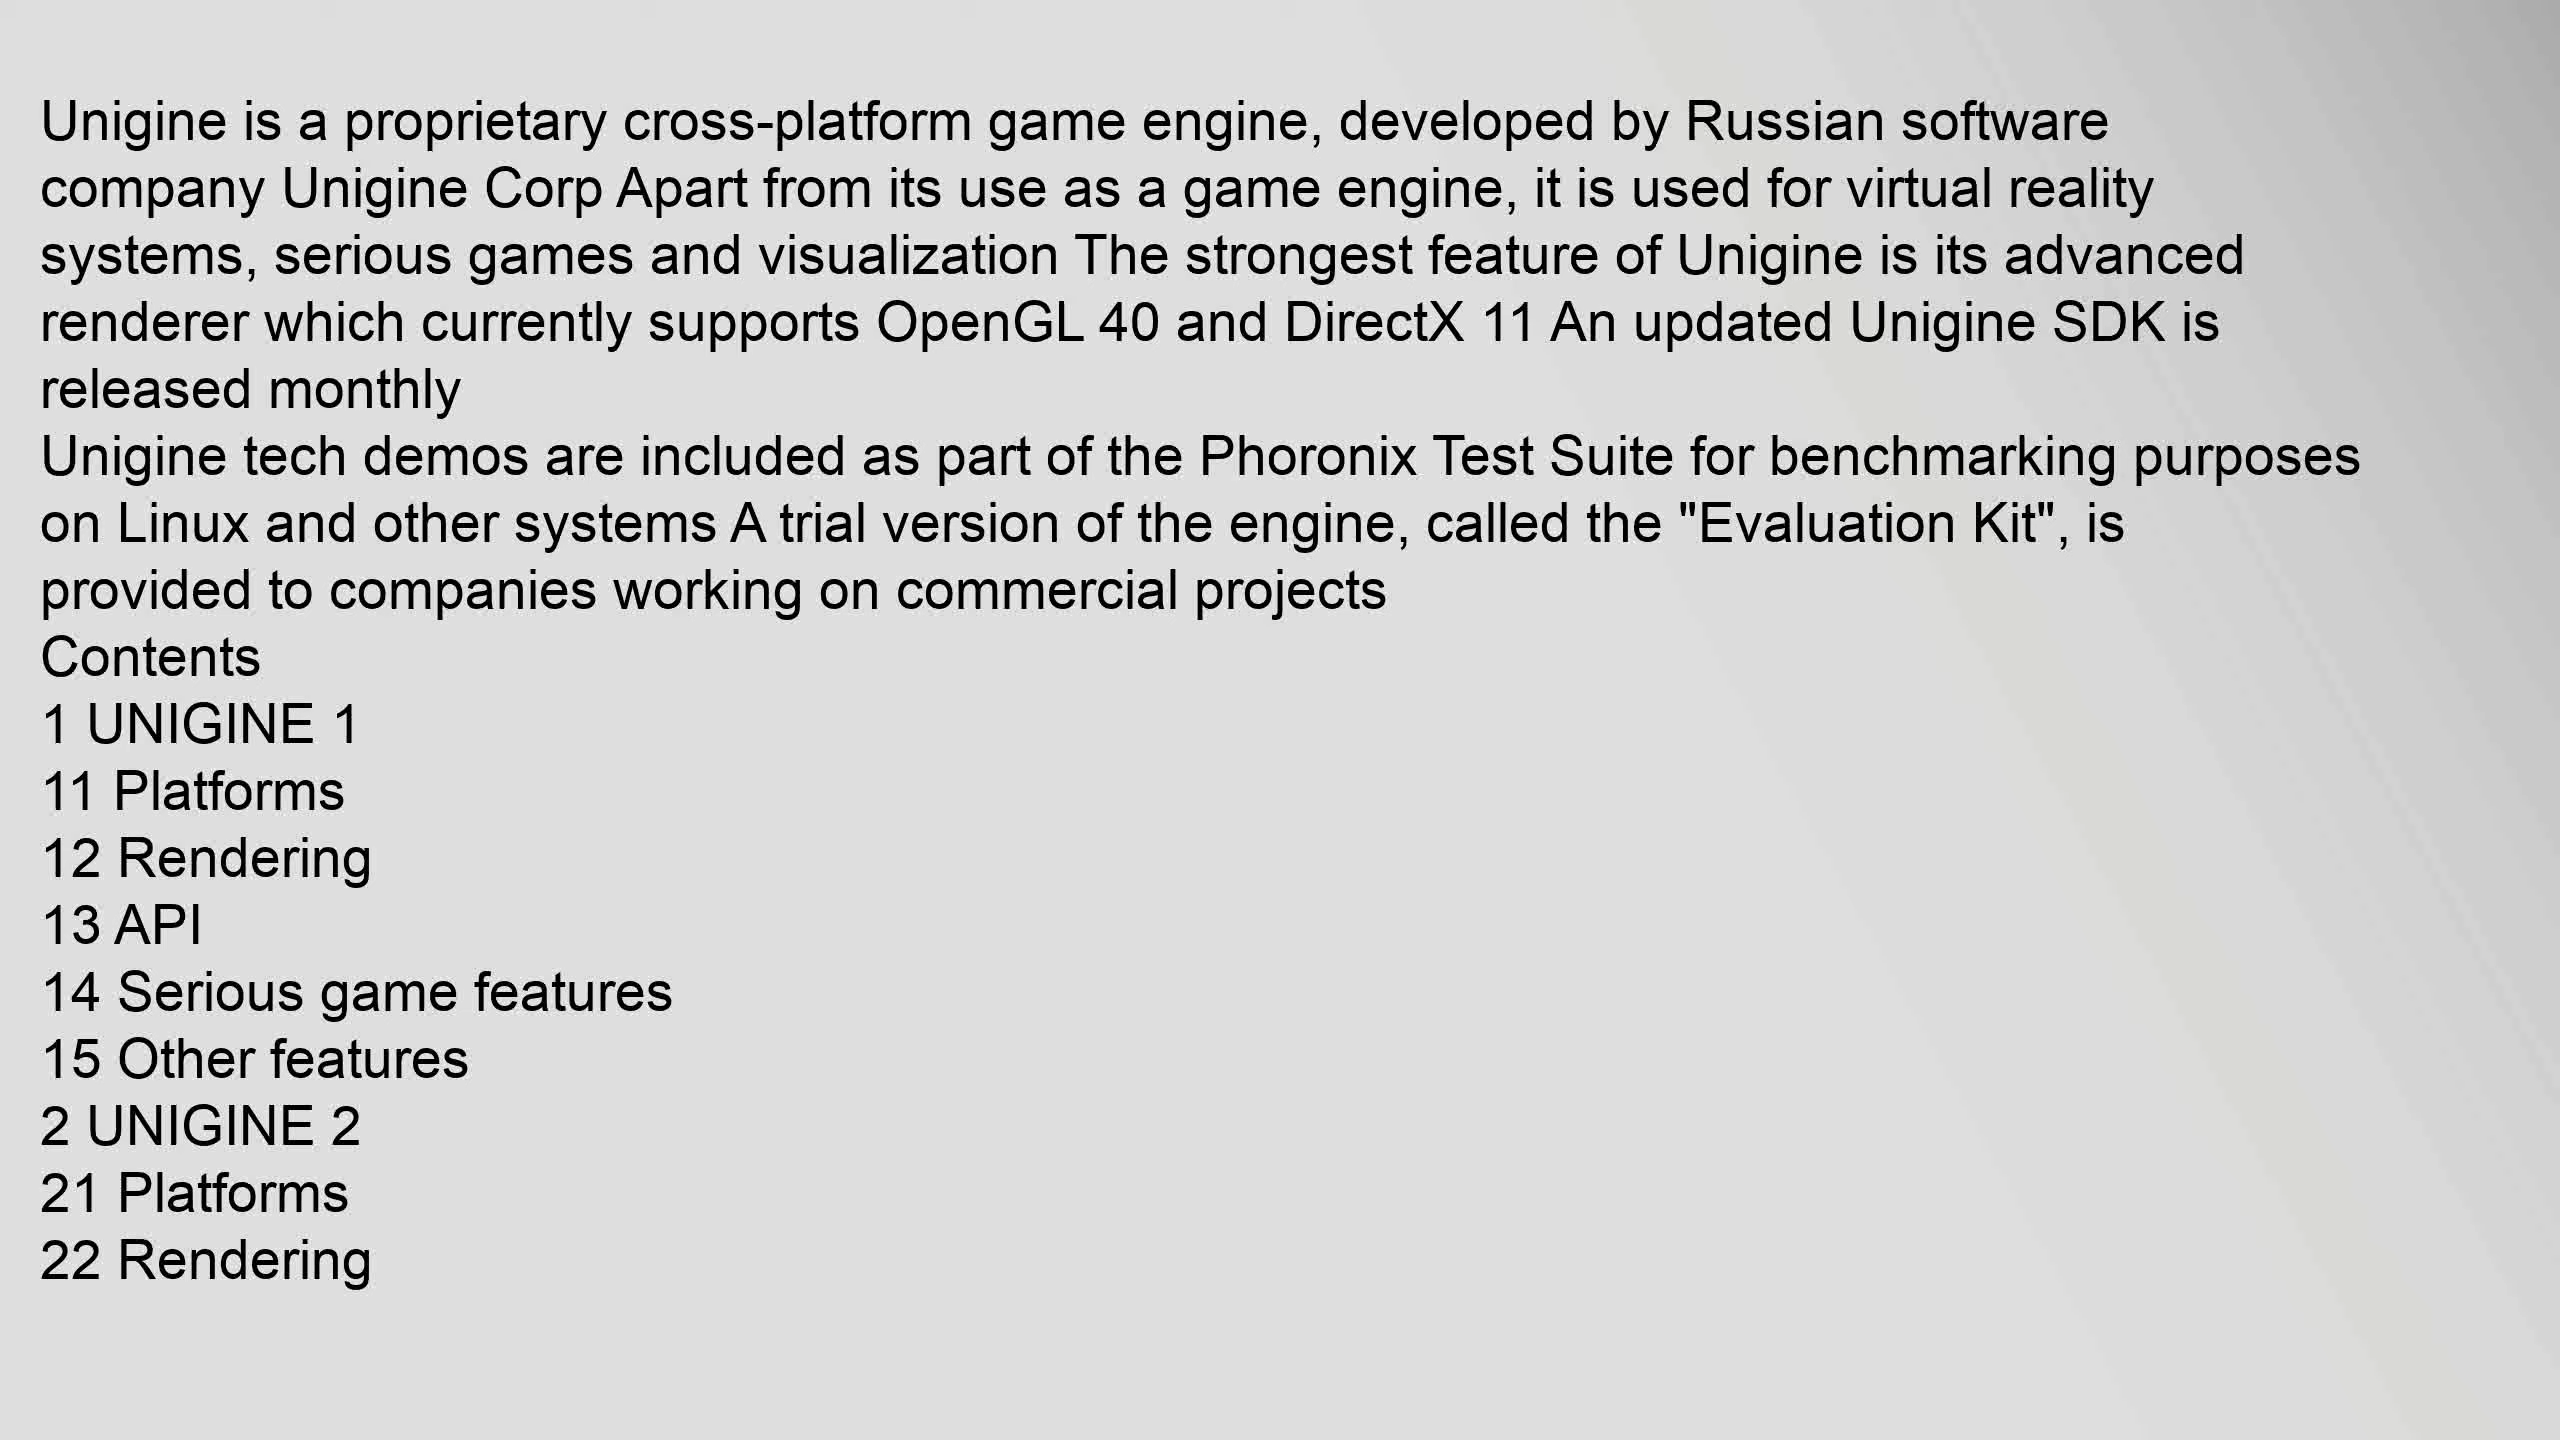 Unigine is a proprietary cross-platform game engine, developed by Russian software
company Unigine Corp Apart from its use as a game engine, it is used for virtual reality
systems, serious games and visualization The strongest feature of Unigine is its advanced
renderer which currently supports OpenGL 40 and DirectX 11 An updated Unigine SDK is
released monthly
Unigine tech demos are included as part of the Phoronix Test Suite for benchmarking purposes
on Linux and other systems A trial version of the engine, called the "Evaluation Kit", is
provided to companies working on commercial projects
Contents
1 UNIGINE 1
11 Platforms
12 Rendering
13 API
14 Serious game features
15 Other features
2 UNIGINE 2
21 Platforms
22 Rendering